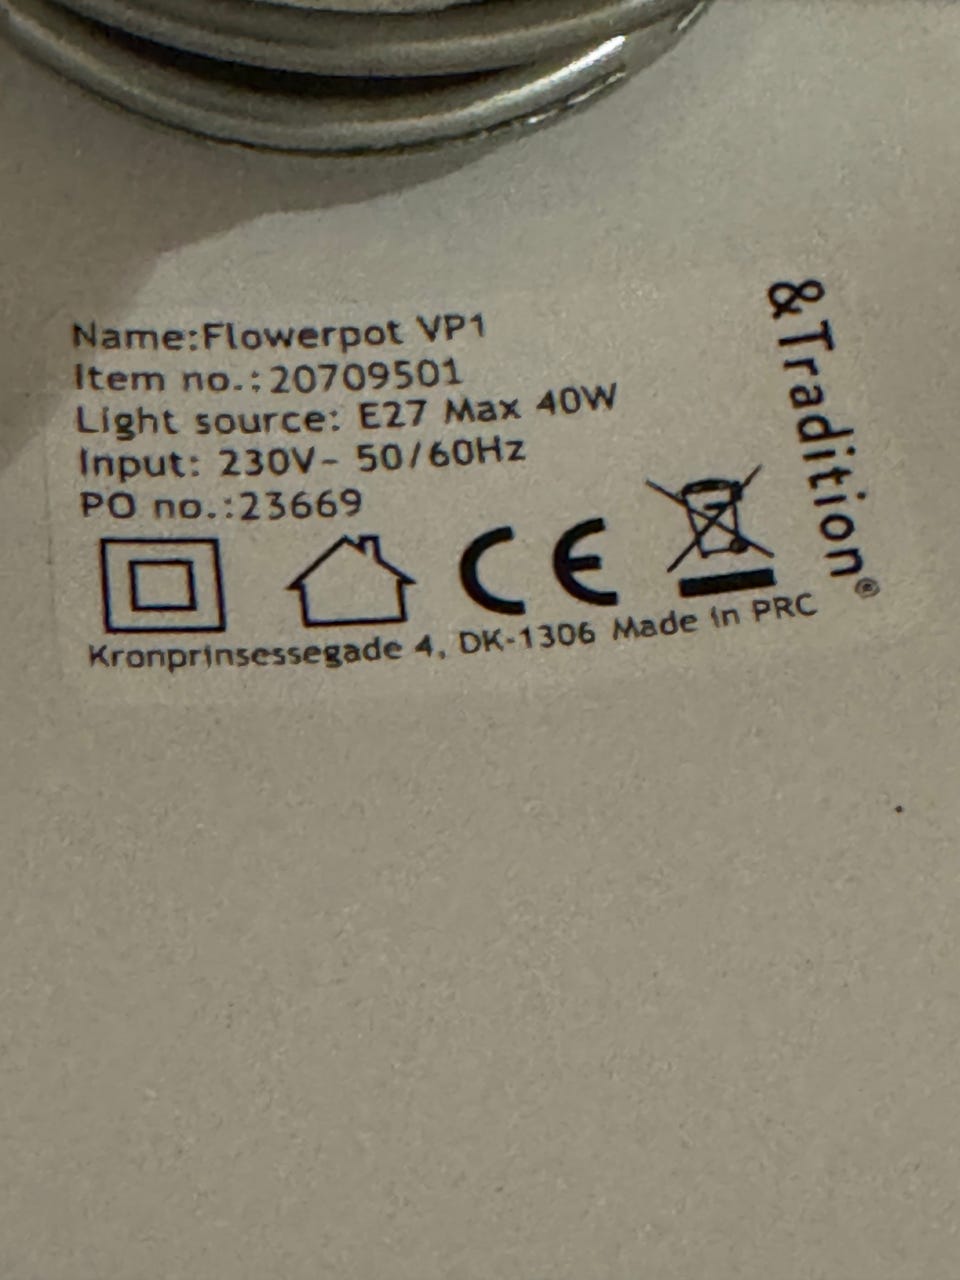 Name:Flowerpot VP1
Item no.:20709501
Light source: E27 Max 40W
Input: 230V~ 50/60Hz
PO no.:23669
CE
Kronprinsessegade 4, DK-1306 Made in PRC
&Tradition®